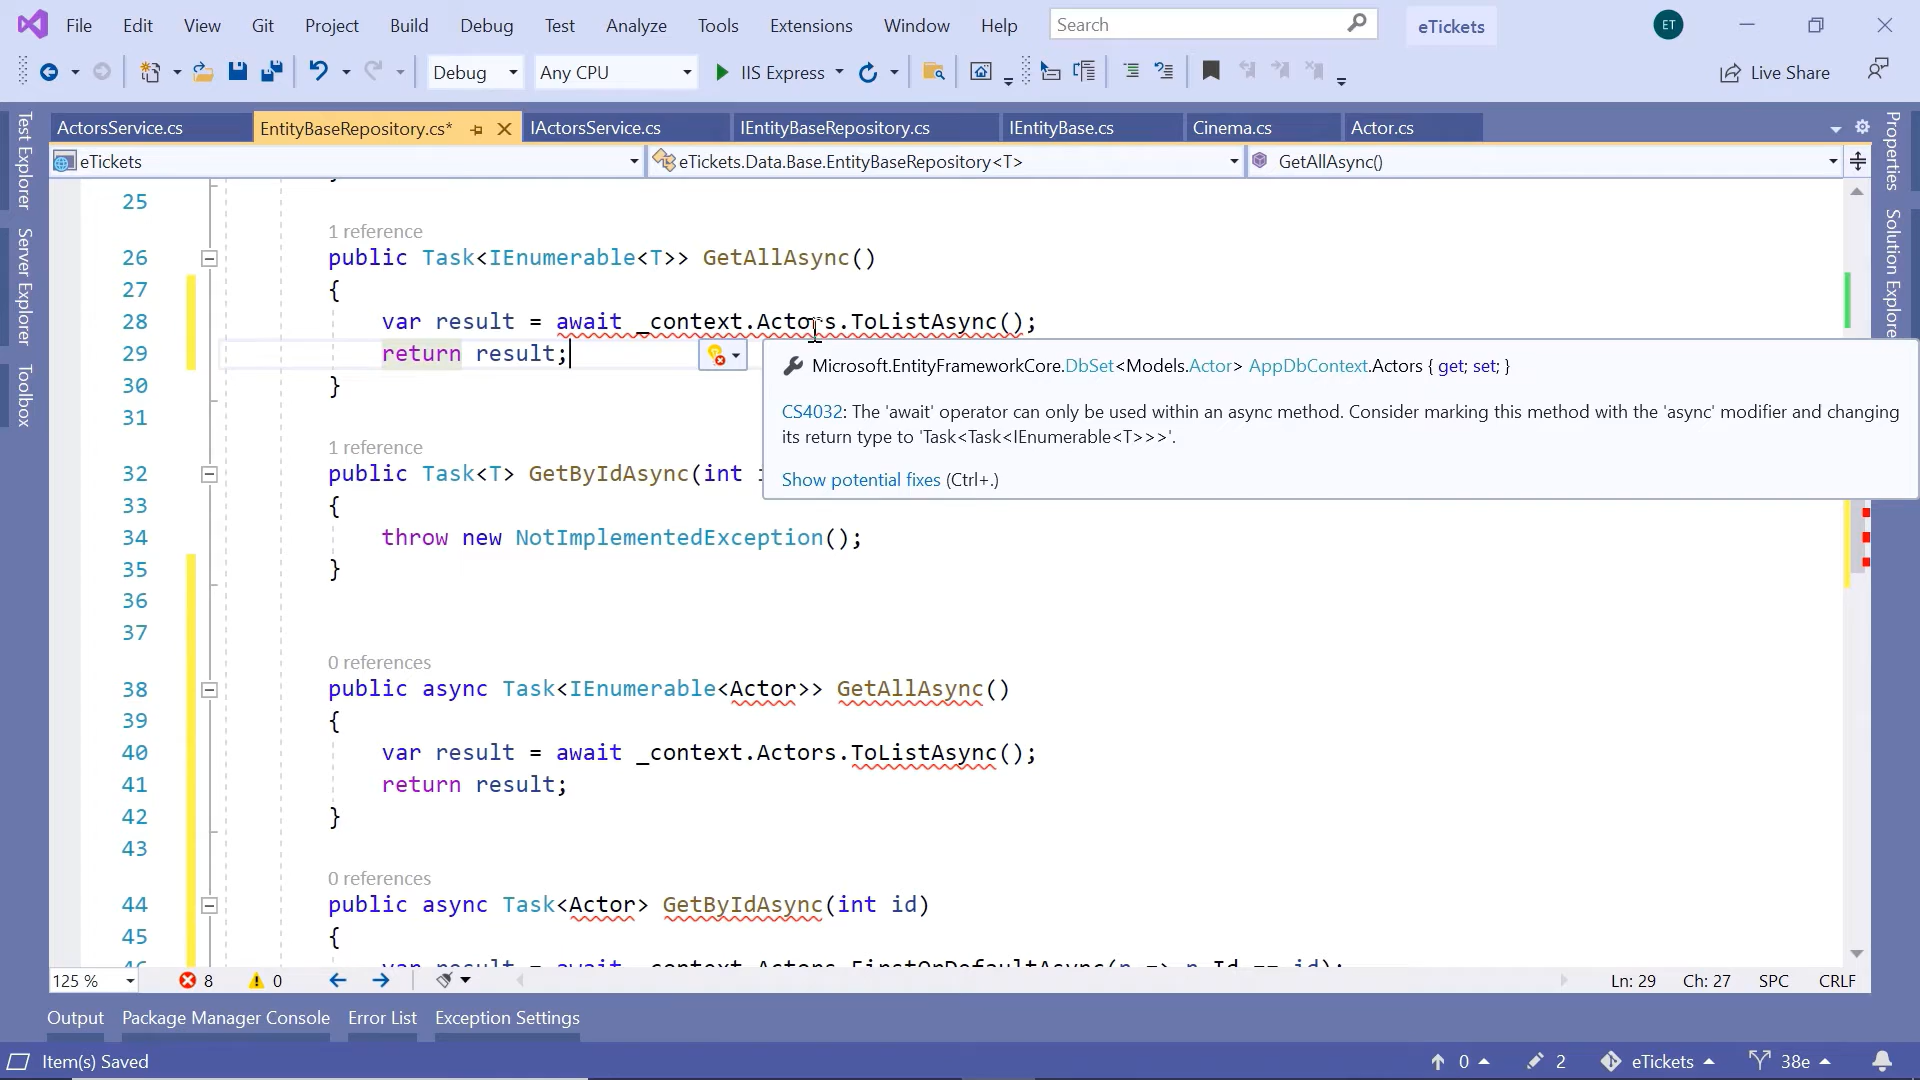 File Edit View Git Project Build Debug Test Analyze Tools Extensions Window Help Search eTickets ET
Debug Any CPU IIS Express Live Share
ActorsService.cs EntityBaseRepository.cs* IActorsService.cs IEntityBaseRepository.cs IEntityBase.cs Cinema.cs Actor.cs
eTickets eTickets.Data.Base.EntityBaseRepository<T> GetAllAsync()
Test Explorer
Server Explorer
Toolbox
Properties
Solution Explorer
25
1 reference
26 public Task<IEnumerable<T>> GetAllAsync()
27 {
28 var result = await _context.Actors.ToListAsync();
29 return result;
30 }
31
1 reference
32 public Task<T> GetByIdAsync(int
33 {
34 throw new NotImplementedException();
35 }
36
37
0 references
38 public async Task<IEnumerable<Actor>> GetAllAsync()
39 {
40 var result = await _context.Actors.ToListAsync();
41 return result;
42 }
43
0 references
44 public async Task<Actor> GetByIdAsync(int id)
45 {
46 var result = await _context.Actors.FirstOrDefaultAsync(n => n.Id == id);
Microsoft.EntityFrameworkCore.DbSet<Models.Actor> AppDbContext.Actors { get; set; }
CS4032: The 'await' operator can only be used within an async method. Consider marking this method with the 'async' modifier and changing
its return type to 'Task<Task<IEnumerable<T>>>'.
Show potential fixes (Ctrl+.)
125 % 8 0 Ln: 29 Ch: 27 SPC CRLF
Output Package Manager Console Error List Exception Settings
Item(s) Saved 0 2 eTickets 38e